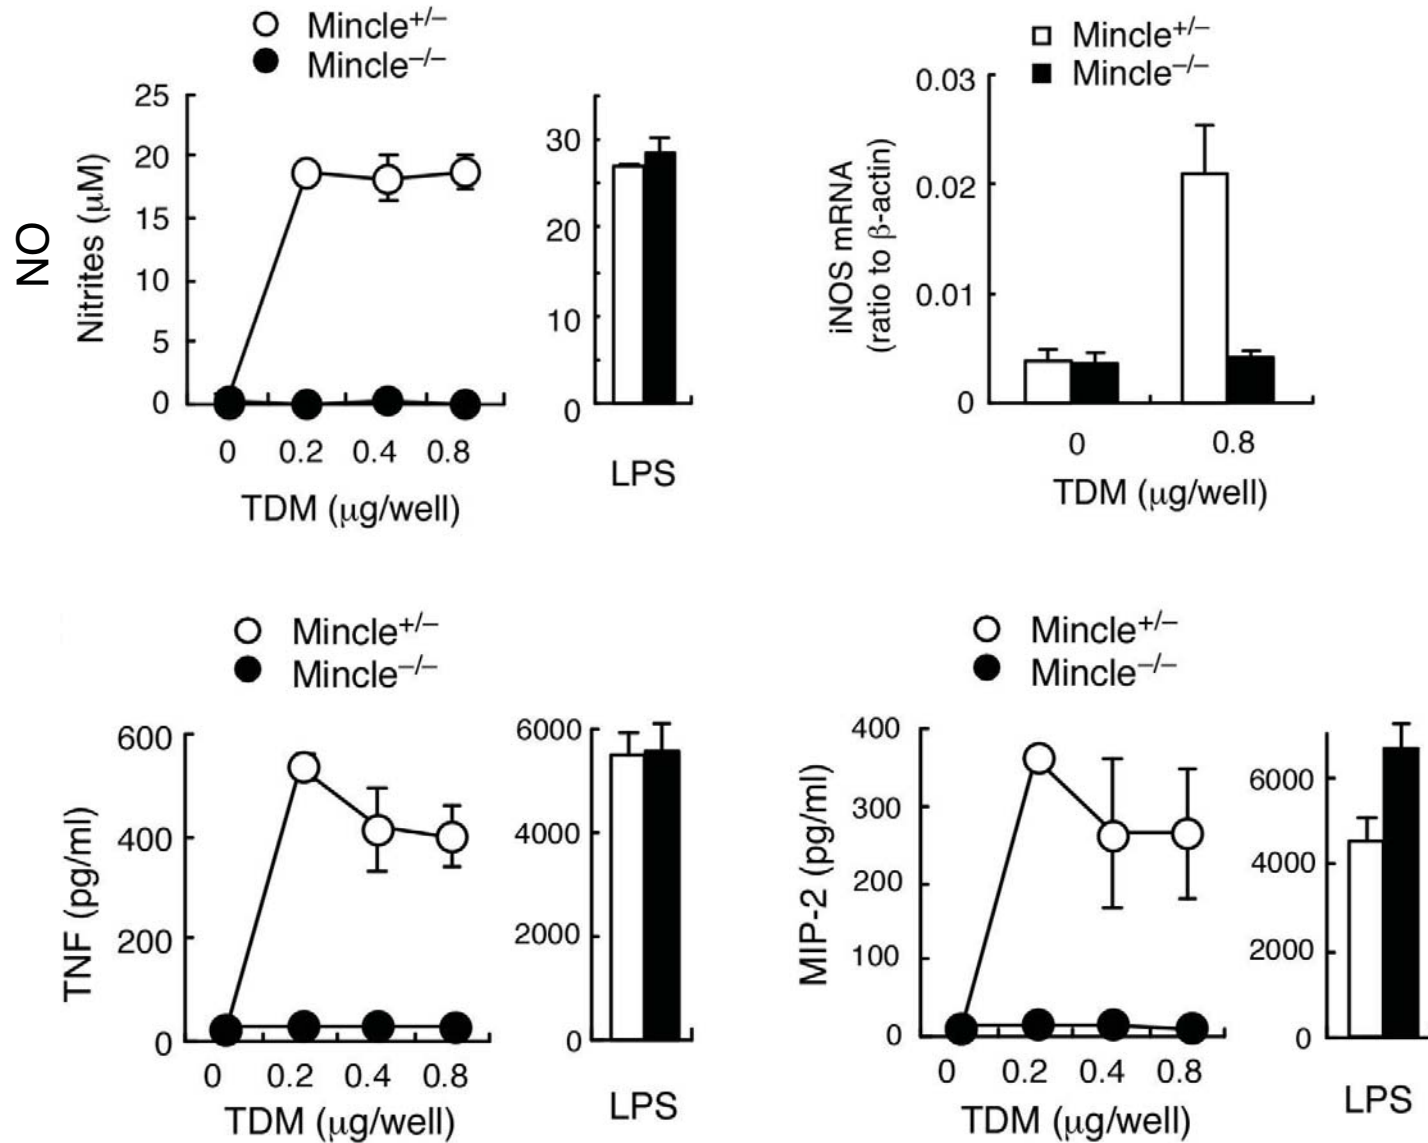 Mincle+/–
Mincle–/–
25
20
15
10
5
0
Nitrites (μM)
NO
0 0.2 0.4 0.8
TDM (μg/well)
30
20
10
0
LPS
Mincle+/–
Mincle–/–
0.03
0.02
0.01
0
iNOS mRNA
(ratio to β-actin)
0 0.8
TDM (μg/well)
Mincle+/–
Mincle–/–
600
400
200
0
TNF (pg/ml)
0 0.2 0.4 0.8
TDM (μg/well)
6000
4000
2000
0
LPS
Mincle+/–
Mincle–/–
400
300
200
100
0
MIP-2 (pg/ml)
0 0.2 0.4 0.8
TDM (μg/well)
6000
4000
2000
0
LPS